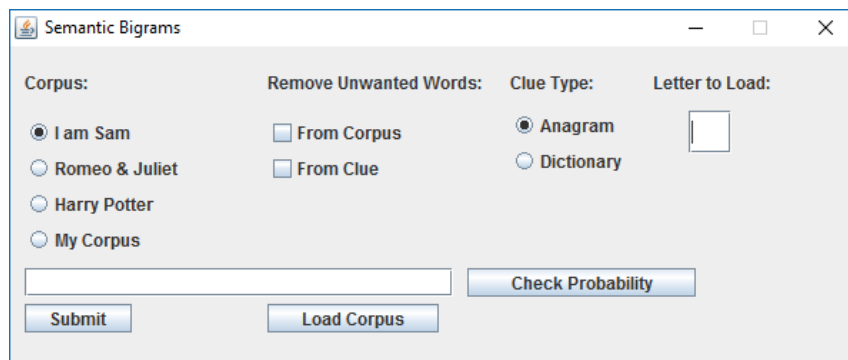 Semantic Bigrams
Corpus: Remove Unwanted Words: Clue Type: Letter to Load:
I am Sam From Corpus Anagram
Romeo & Juliet From Clue Dictionary
Harry Potter
My Corpus
Check Probability
Submit Load Corpus